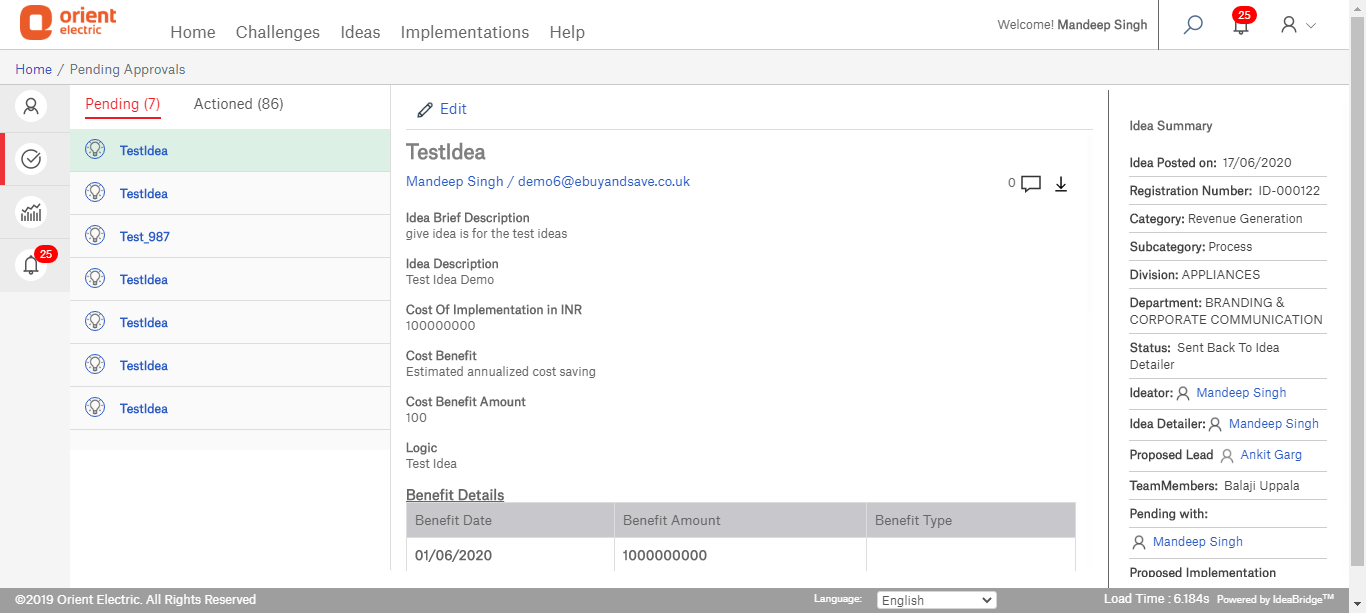 orient
electric
Home Challenges Ideas Implementations Help
Welcome! Mandeep Singh
25
Home / Pending Approvals
Pending (7) Actioned (86)
TestIdea
TestIdea
Test_987
TestIdea
TestIdea
TestIdea
TestIdea
25
Edit
TestIdea
Mandeep Singh / demo6@ebuyandsave.co.uk
0
Idea Brief Description
give idea is for the test ideas
Idea Description
Test Idea Demo
Cost Of Implementation in INR
100000000
Cost Benefit
Estimated annualized cost saving
Cost Benefit Amount
100
Logic
Test Idea
Benefit Details
Benefit Date Benefit Amount Benefit Type
01/06/2020 1000000000
Idea Summary
Idea Posted on: 17/06/2020
Registration Number: ID-000122
Category: Revenue Generation
Subcategory: Process
Division: APPLIANCES
Department: BRANDING &
CORPORATE COMMUNICATION
Status: Sent Back To Idea
Detailer
Ideator: Mandeep Singh
Idea Detailer: Mandeep Singh
Proposed Lead Ankit Garg
TeamMembers: Balaji Uppala
Pending with:
Mandeep Singh
Proposed Implementation
©2019 Orient Electric. All Rights Reserved
Language: English
Load Time : 6.184s Powered by IdeaBridge™